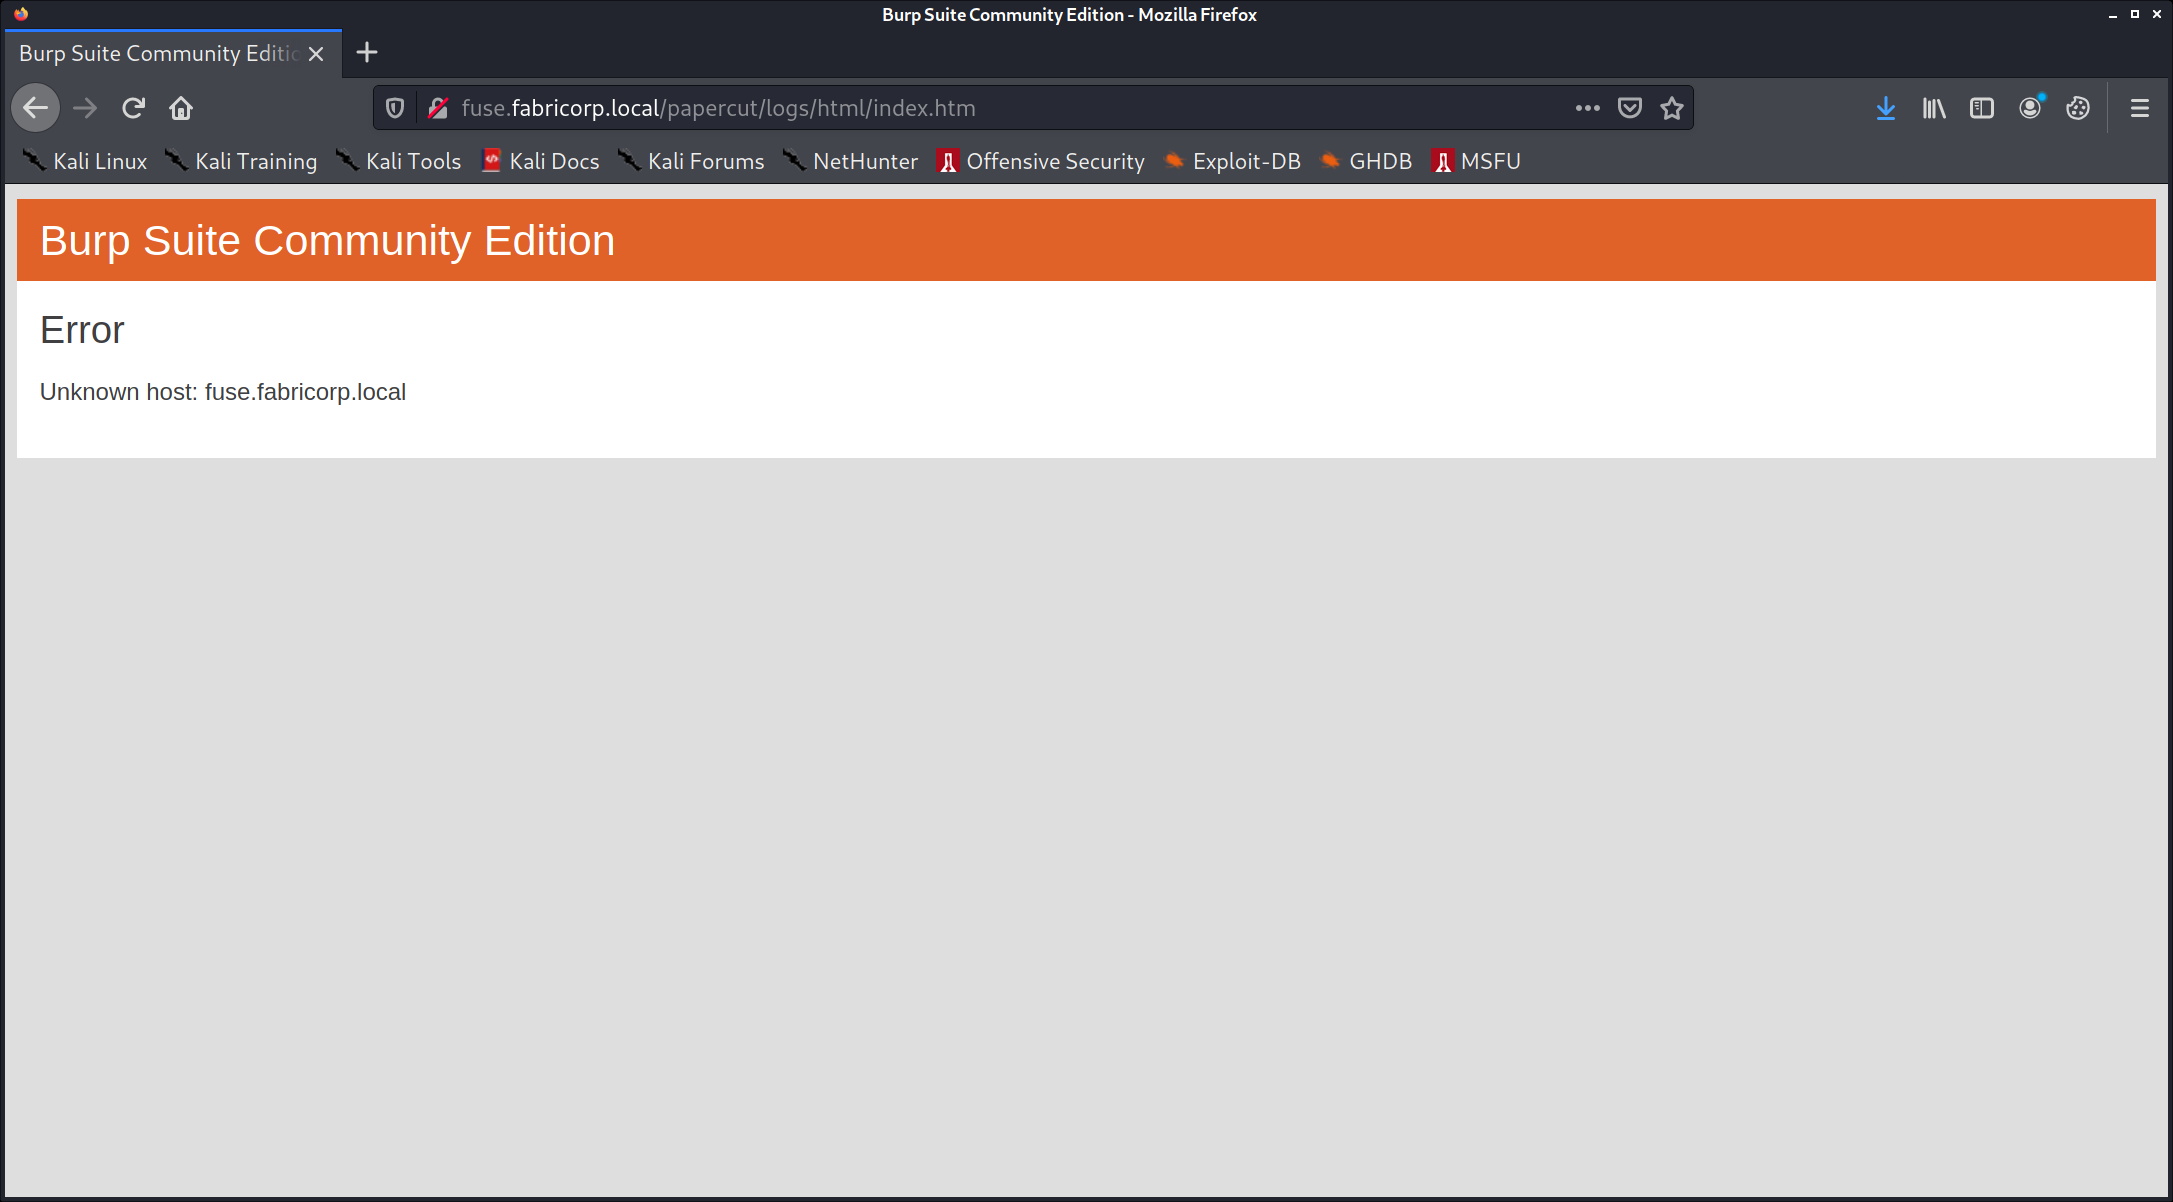 Burp Suite Community Edition - Mozilla Firefox
Burp Suite Community Editio
fuse.fabricorp.local/papercut/logs/html/index.htm
Kali Linux Kali Training Kali Tools Kali Docs Kali Forums NetHunter Offensive Security Exploit-DB GHDB MSFU
Burp Suite Community Edition
Error
Unknown host: fuse.fabricorp.local